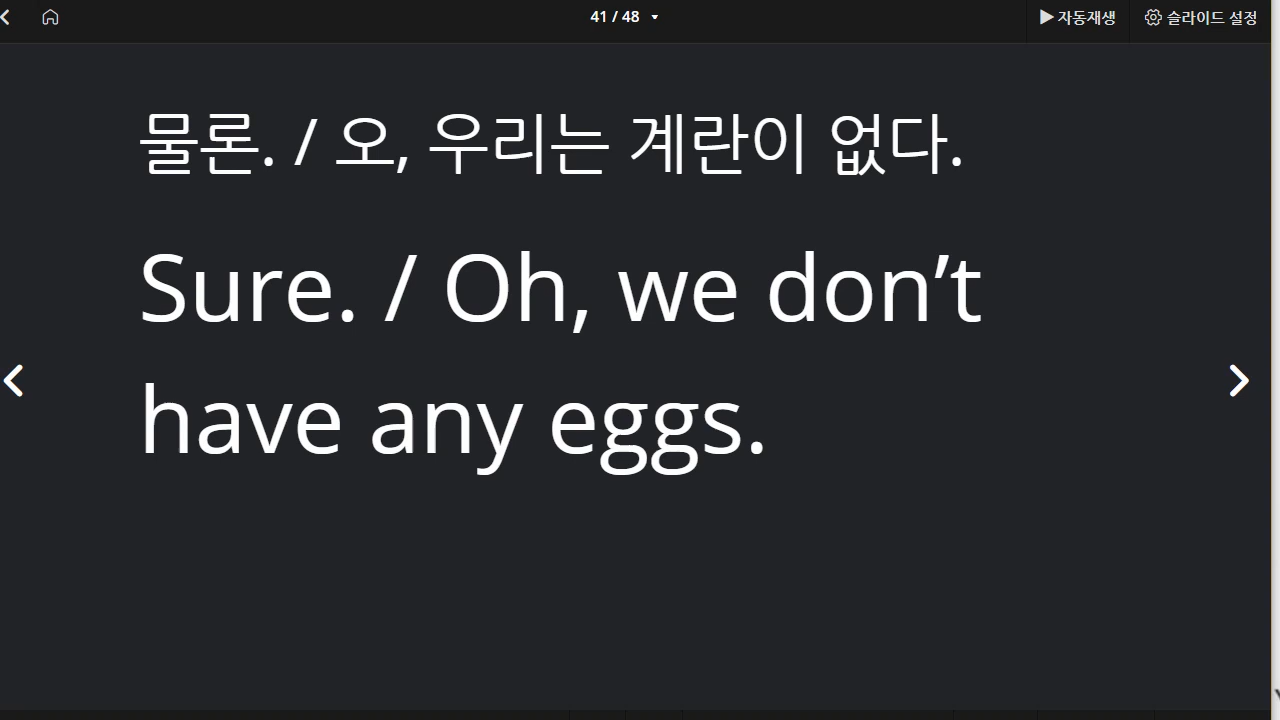 41 / 48
자동재생
슬라이드 설정
물론. / 오, 우리는 계란이 없다.
Sure. / Oh, we don’t
have any eggs.